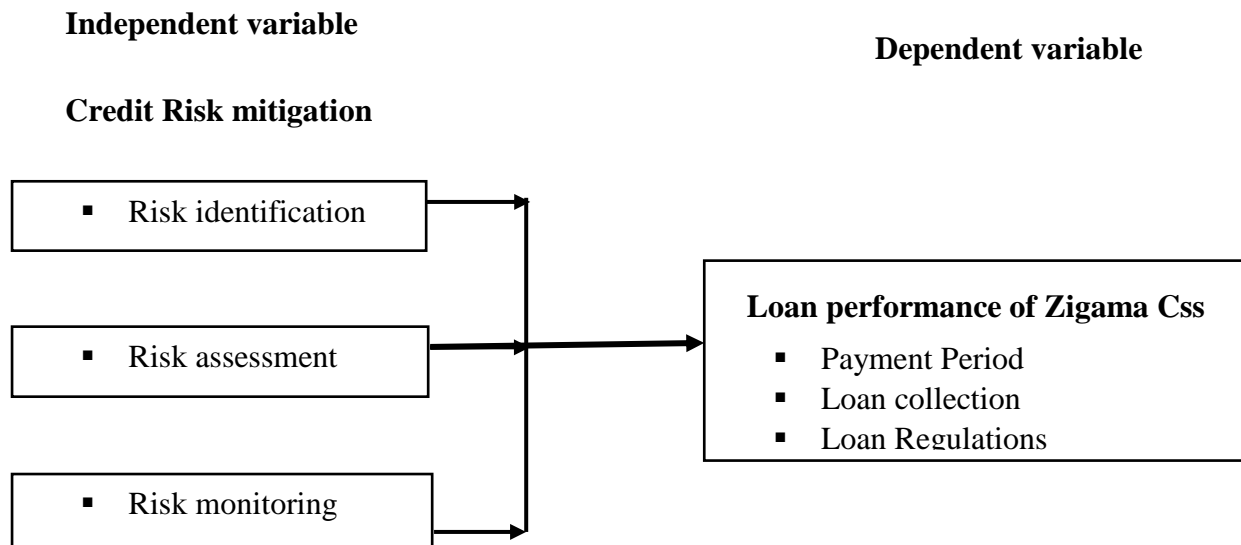 Independent variable
Dependent variable
Credit Risk mitigation
▪ Risk identification
▪ Risk assessment
▪ Risk monitoring
Loan performance of Zigama Css
▪ Payment Period
▪ Loan collection
▪ Loan Regulations